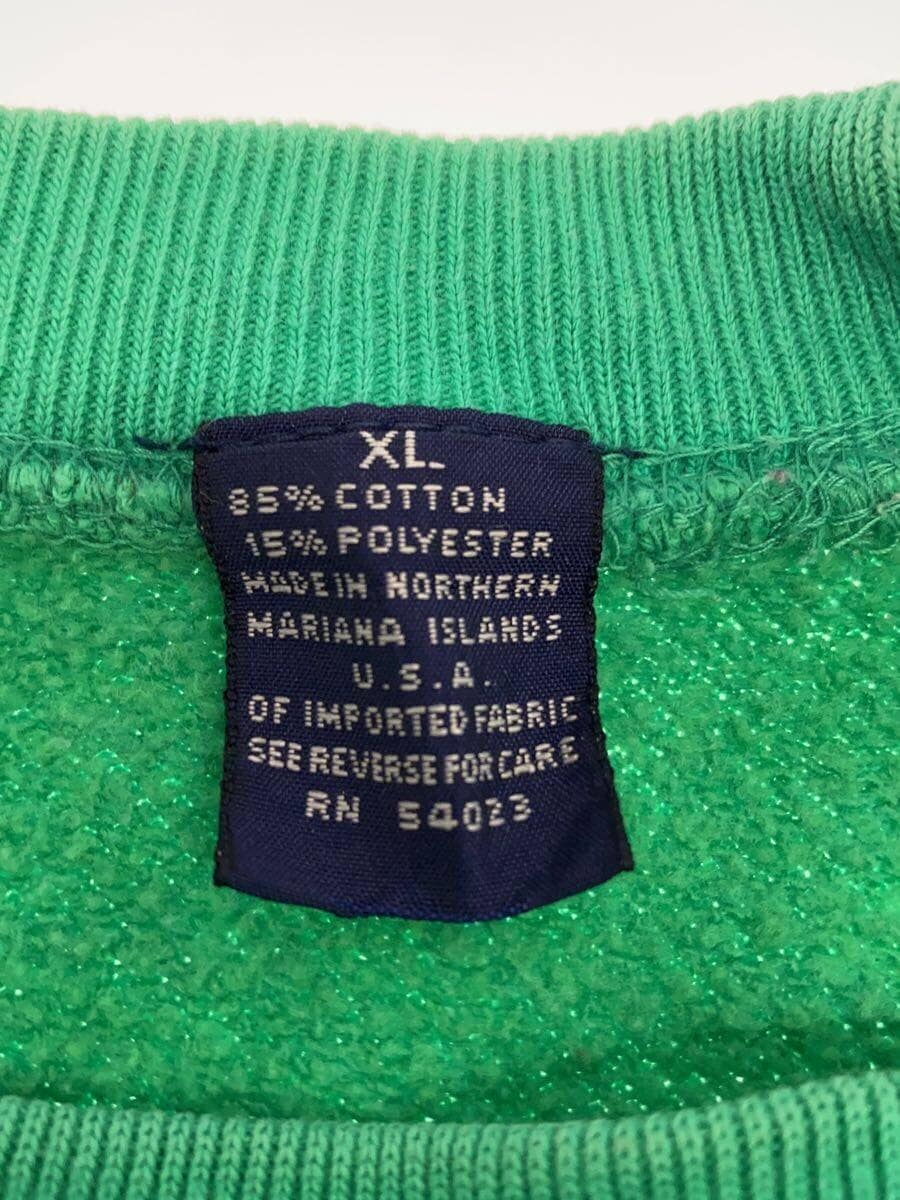 XL
85% COTTON
15% POLYESTER
MADE IN NORTHERN
MARIANA ISLANDS
U.S.A.
OF IMPORTED FABRIC
SEE REVERSE FOR CARE
RN 54023